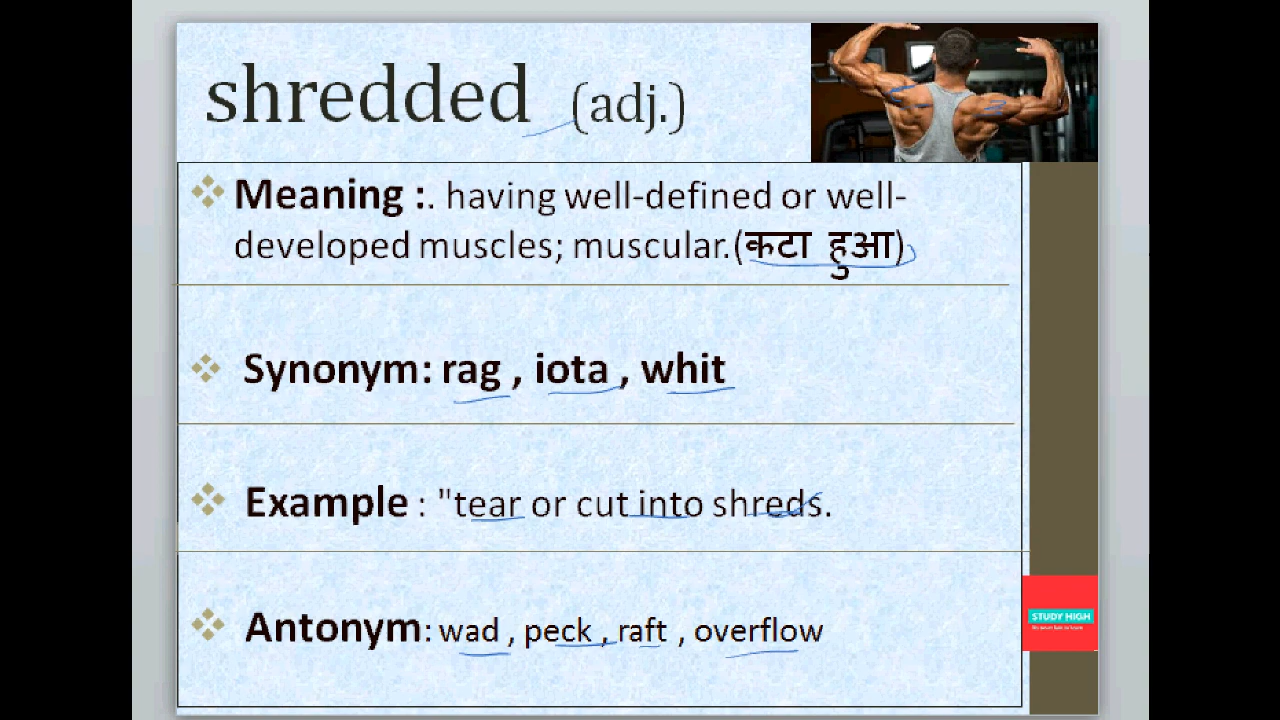 shredded (adj.)
Meaning :. having well-defined or well-
developed muscles; muscular.(कटा हुआ)
Synonym: rag , iota , whit
Example : "tear or cut into shreds.
Antonym: wad , peck , raft , overflow
STUDY HIGH